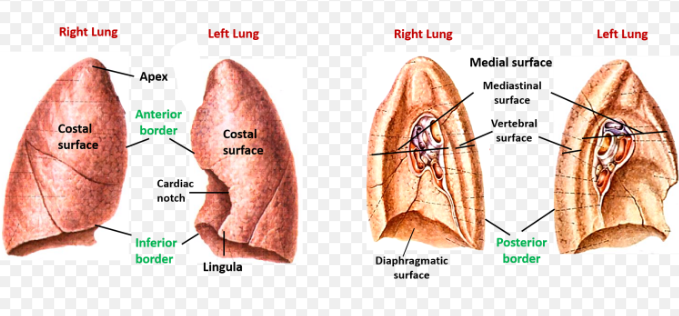 Right Lung
Left Lung
Apex
Costal
surface
Anterior
border
Costal
surface
Cardiac
notch
Inferior
border
Lingula
Right Lung
Left Lung
Medial surface
Mediastinal
surface
Vertebral
surface
Diaphragmatic
surface
Posterior
border